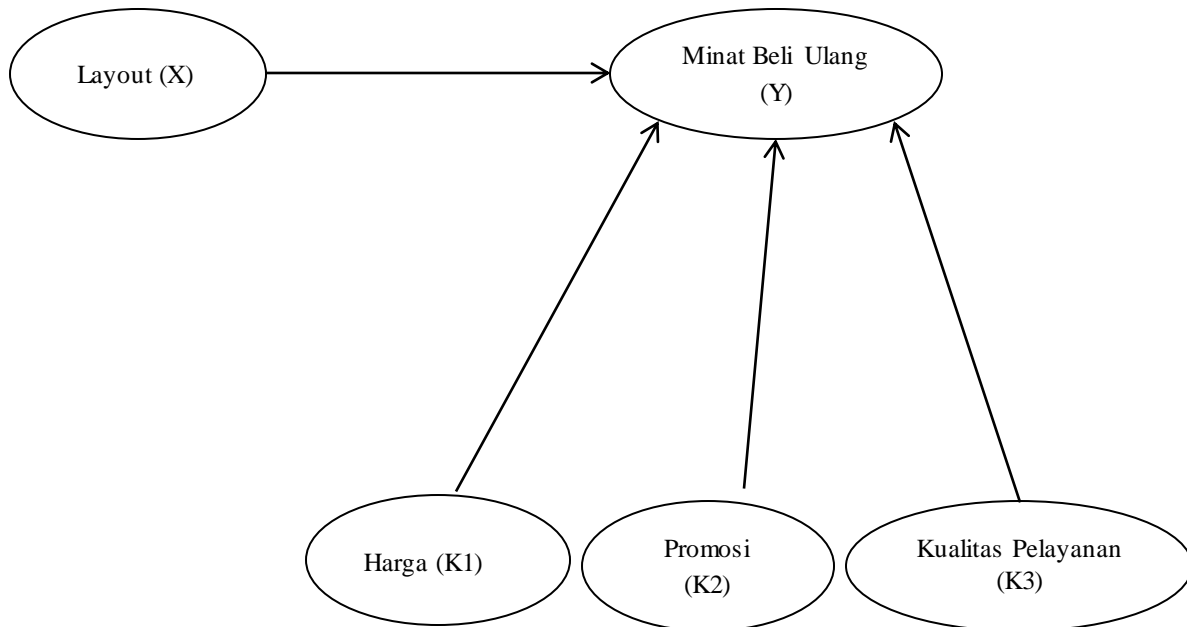 Layout (X)
Minat Beli Ulang
(Y)
Harga (K1)
Promosi
(K2)
Kualitas Pelayanan
(K3)